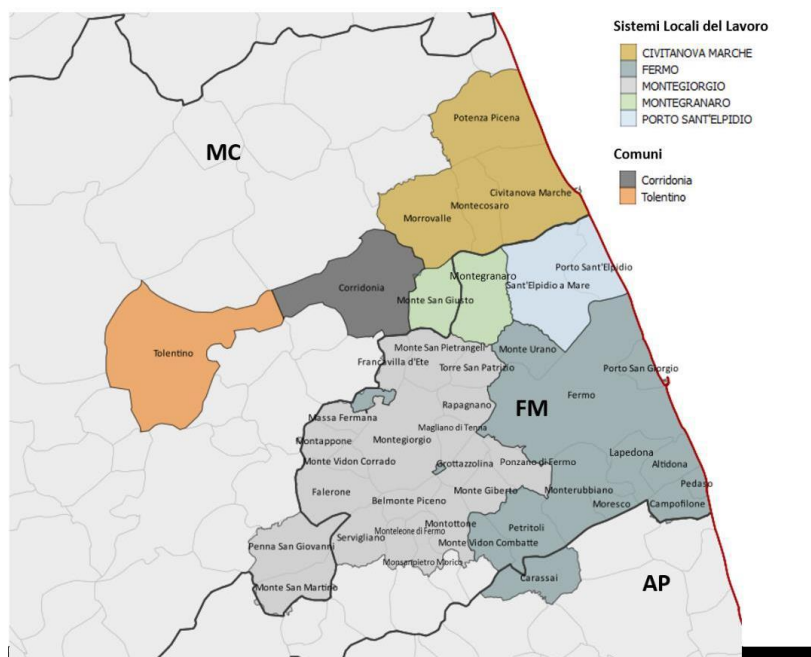 Sistemi Locali del Lavoro
CIVITANOVA MARCHE
FERMO
MONTEGIORGIO
MONTEGRANARO
PORTO SANT'ELPIDIO
Comuni
Corridonia
Tolentino
MC
Potenza Picena
Civitanova Marche
Montecosaro
Morrovalle
Porto Sant'Elpidio
Montegranaro
Sant'Elpidio a Mare
Corridonia
Monte San Giusto
Tolentino
Monte San Pietrangeli
Monte Urano
Francavilla d'Ete
Torre San Patrizio
Porto San Giorgio
Fermo
FM
Rapagnano
Massa Fermana
Magliano di Tenna
Montappone
Montegiorgio
Lapedona
Monte Vidon Corrado
Grottazzolina
Ponzano di Fermo
Altidona
Falerone
Monte Giberto
Monterubbiano
Pedaso
Belmonte Piceno
Moresco
Campofilone
Montottone
Petritoli
Monteleone di Fermo
Servigliano
Monte Vidon Combatte
Penna San Giovanni
Monsampietro Morico
Carassai
AP
Monte San Martino